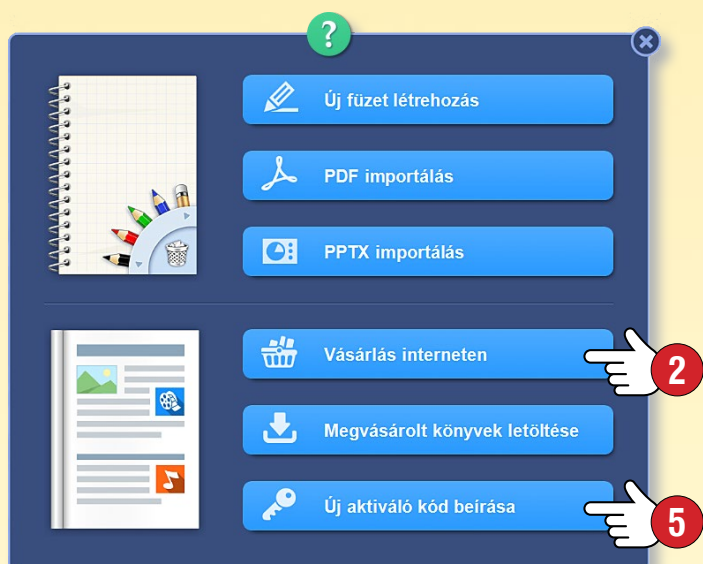 ?
Új füzet létrehozás
PDF importálás
PPTX importálás
Vásárlás interneten
2
Megvásárolt könyvek letöltése
Új aktiváló kód beírása
5